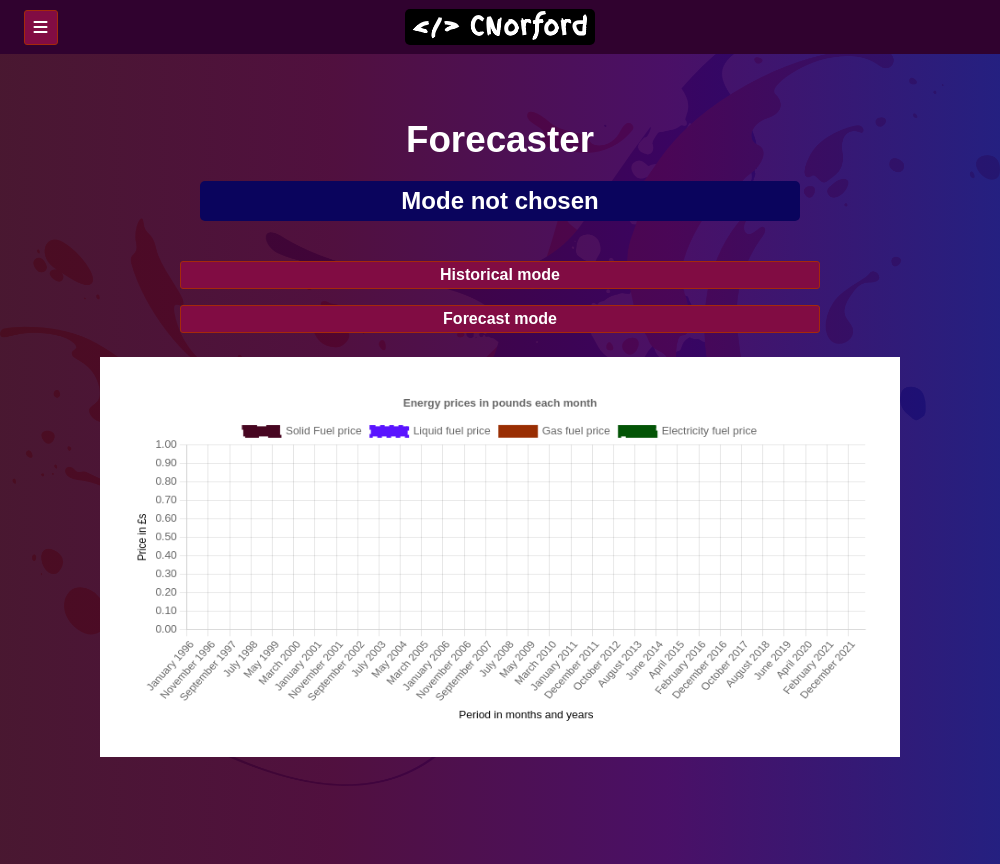 </> CNorford
Forecaster
Mode not chosen
Historical mode
Forecast mode
Energy prices in pounds each month
Solid Fuel price Liquid fuel price Gas fuel price Electricity fuel price
1.00
0.90
0.80
0.70
0.60
0.50
0.40
0.30
0.20
0.10
0.00
Price in £s
January 1996
November 1996
September 1997
July 1998
May 1999
March 2000
January 2001
November 2001
September 2002
July 2003
May 2004
March 2005
January 2006
November 2006
September 2007
July 2008
May 2009
March 2010
January 2011
December 2011
October 2012
August 2013
June 2014
April 2015
February 2016
December 2016
October 2017
August 2018
June 2019
April 2020
February 2021
December 2021
Period in months and years